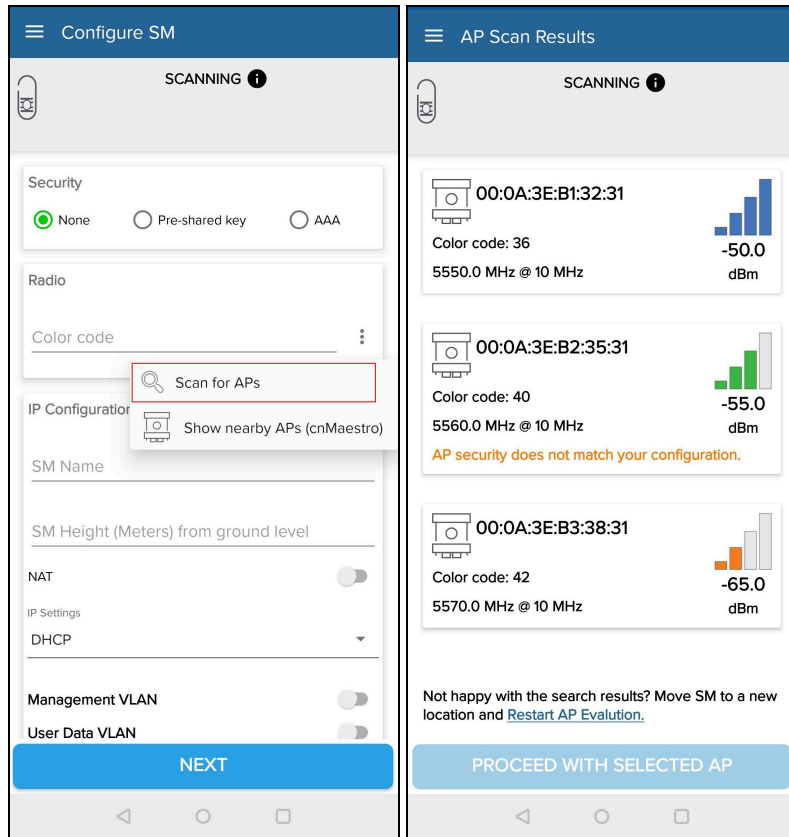 Configure SM
SCANNING
Security
None
Pre-shared key
AAA
Radio
Color code
Scan for APs
Show nearby APs (cnMaestro)
IP Configuration
SM Name
SM Height (Meters) from ground level
NAT
IP Settings
DHCP
Management VLAN
User Data VLAN
NEXT
AP Scan Results
SCANNING
00:0A:3E:B1:32:31
Color code: 36
5550.0 MHz @ 10 MHz
-50.0
dBm
00:0A:3E:B2:35:31
Color code: 40
5560.0 MHz @ 10 MHz
-55.0
dBm
AP security does not match your configuration.
00:0A:3E:B3:38:31
Color code: 42
5570.0 MHz @ 10 MHz
-65.0
dBm
Not happy with the search results? Move SM to a new
location and Restart AP Evalution.
PROCEED WITH SELECTED AP